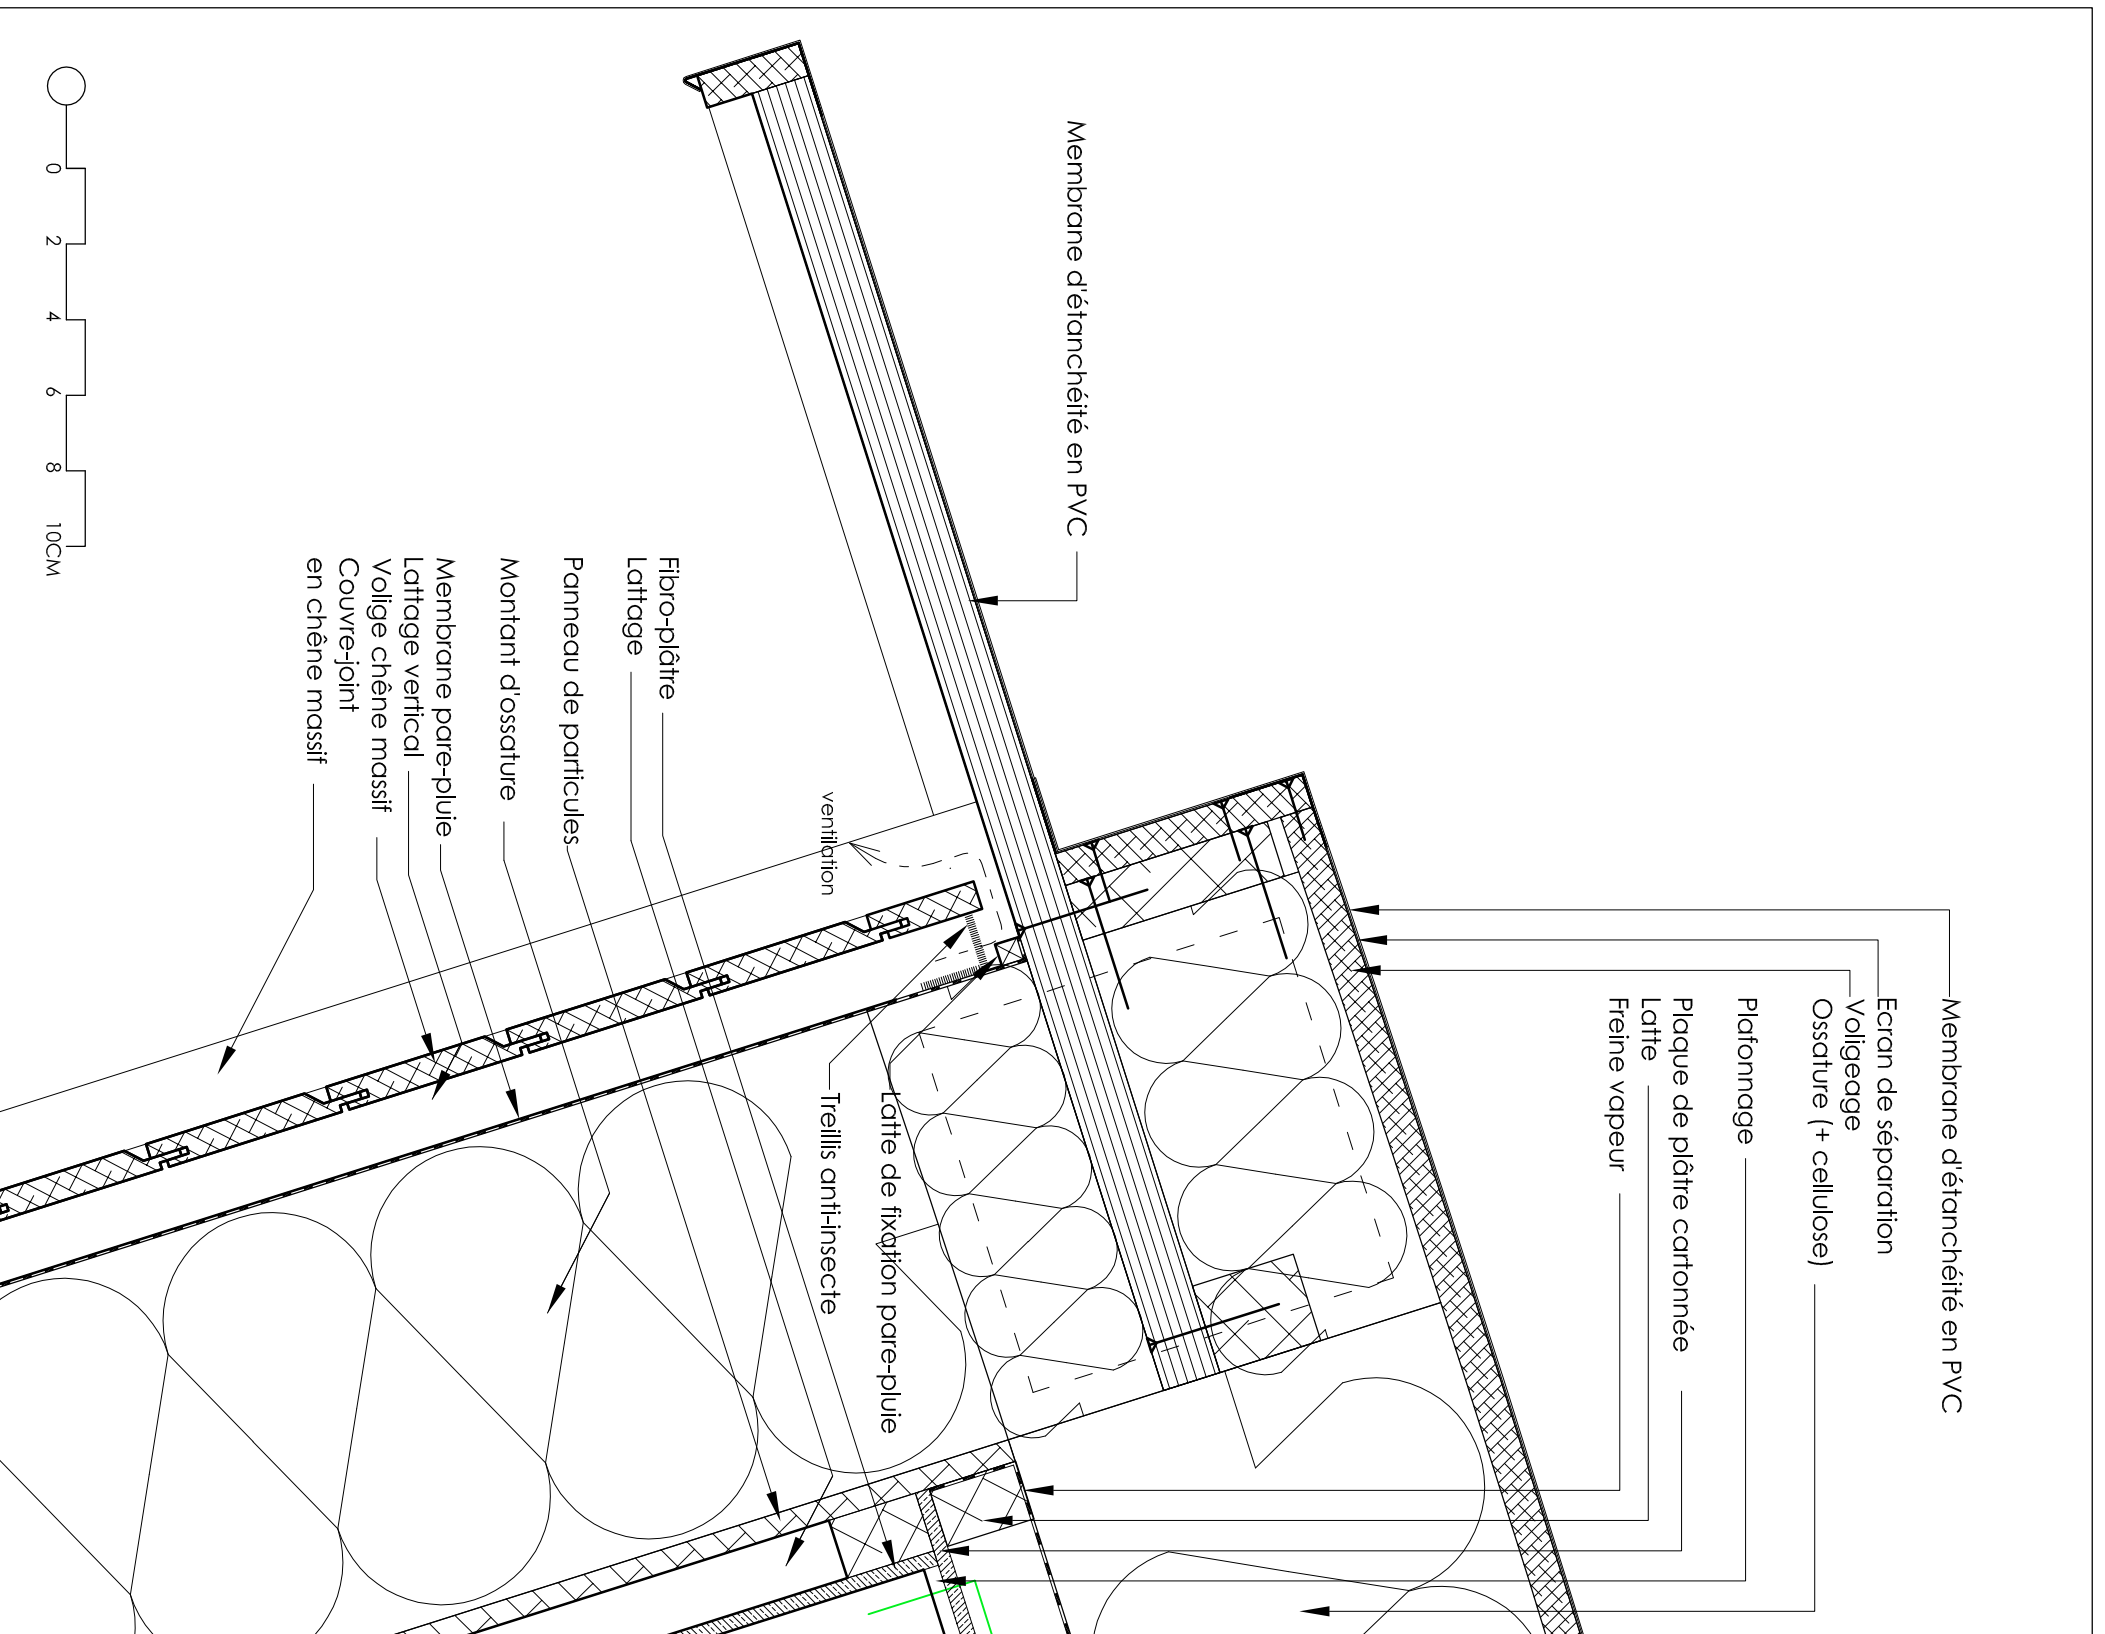 Membrane d'étanchéité en PVC
Membrane d'étanchéité en PVC
Ecran de séparation
Voligeage
Ossature (+ cellulose)
Plafonnage
Plaque de plâtre cartonnée
Latte
Freine vapeur
Latte de fixation pare-pluie
Treillis anti-insecte
ventilation
Fibro-plâtre
Lattage
Panneau de particules
Montant d'ossature
Membrane pare-pluie
Lattage vertical
Volige chêne massif
Couvre-joint
en chêne massif
0 2 4 6 8 10CM